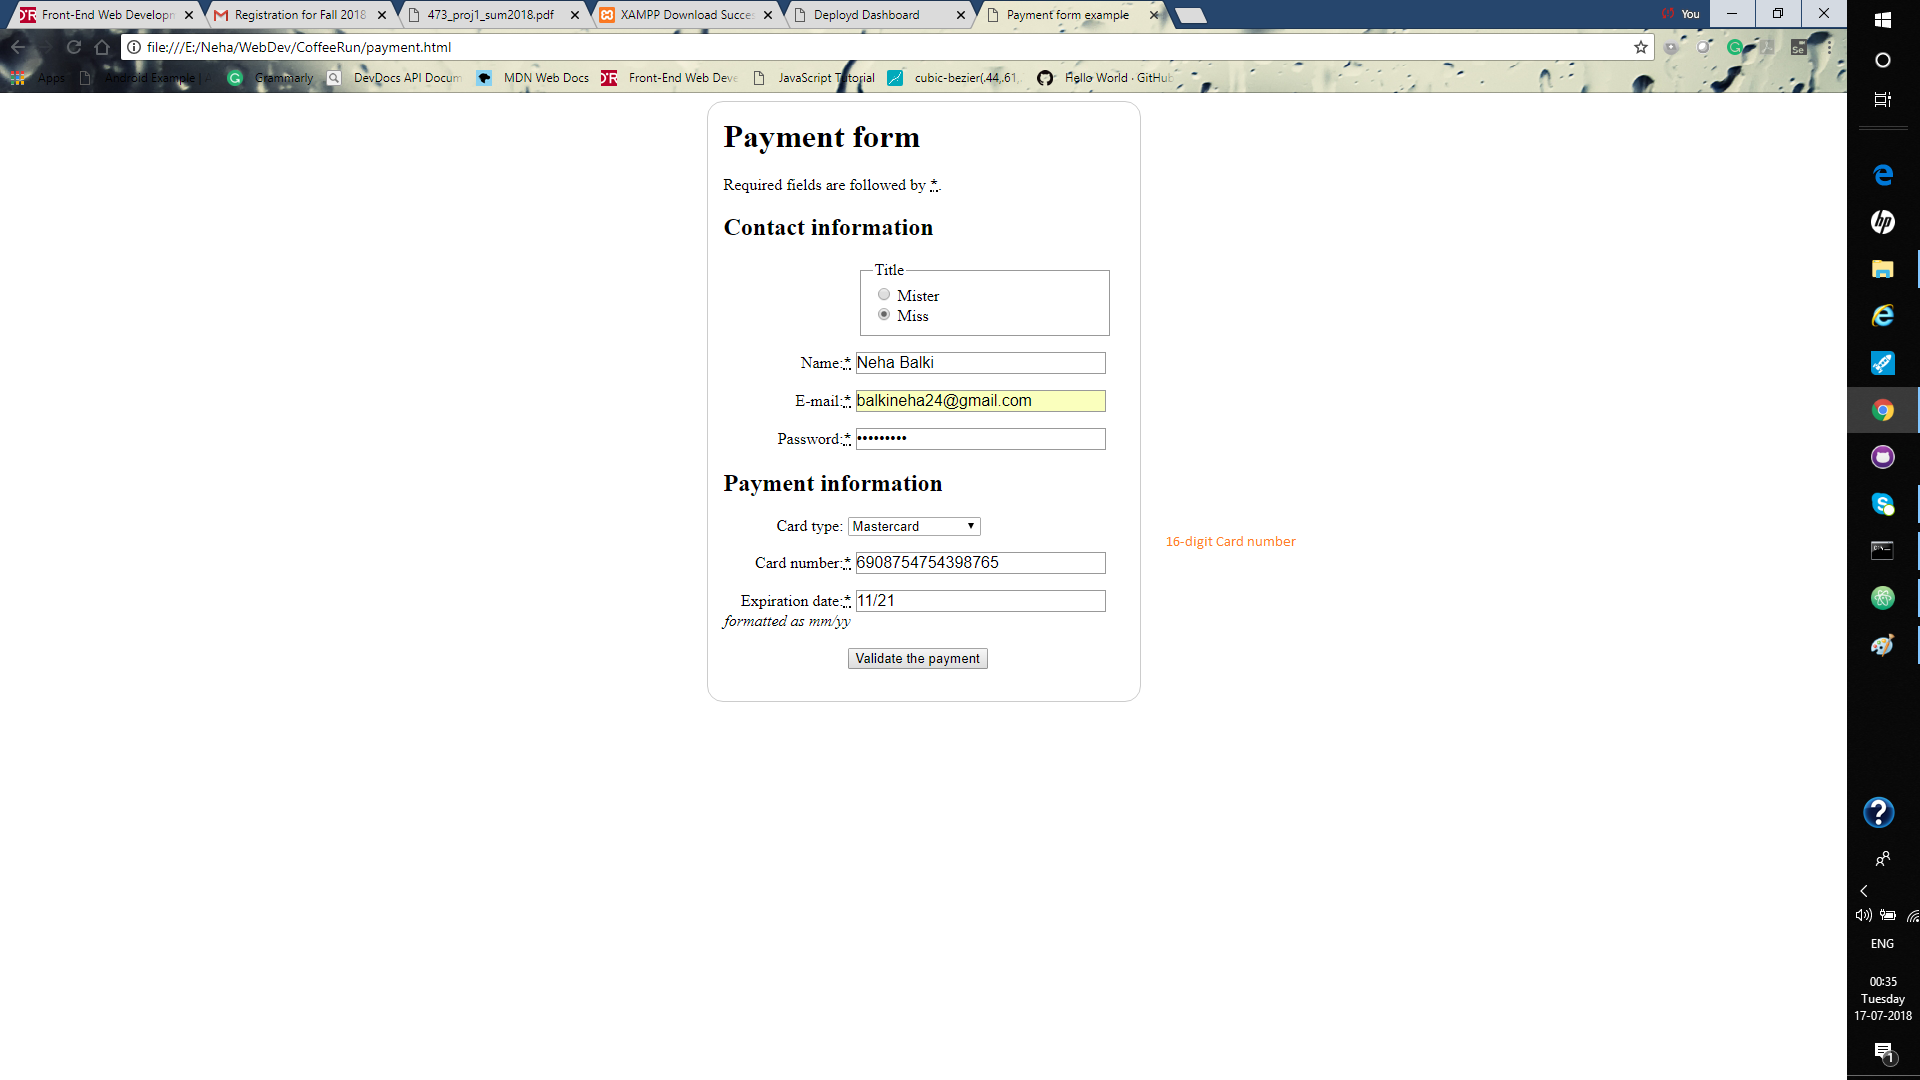 Front-End Web Developn
Registration for Fall 2018
473_proj1_sum2018.pdf
XAMPP Download Succes
Deployd Dashboard
Payment form example
You
file:///E:/Neha/WebDev/CoffeeRun/payment.html
Apps
Android Example
Grammarly
DevDocs API Docum
MDN Web Docs
Front-End Web Deve
JavaScript Tutorial
cubic-bezier(.44,.61,
Hello World · GitHub
Payment form
Required fields are followed by *.
Contact information
Title
Mister
Miss
Name:* Neha Balki
E-mail:* balkineha24@gmail.com
Password:* •••••••••
Payment information
Card type: Mastercard
16-digit Card number
Card number:* 6908754754398765
Expiration date:* 11/21
formatted as mm/yy
Validate the payment
ENG
00:35
Tuesday
17-07-2018
1